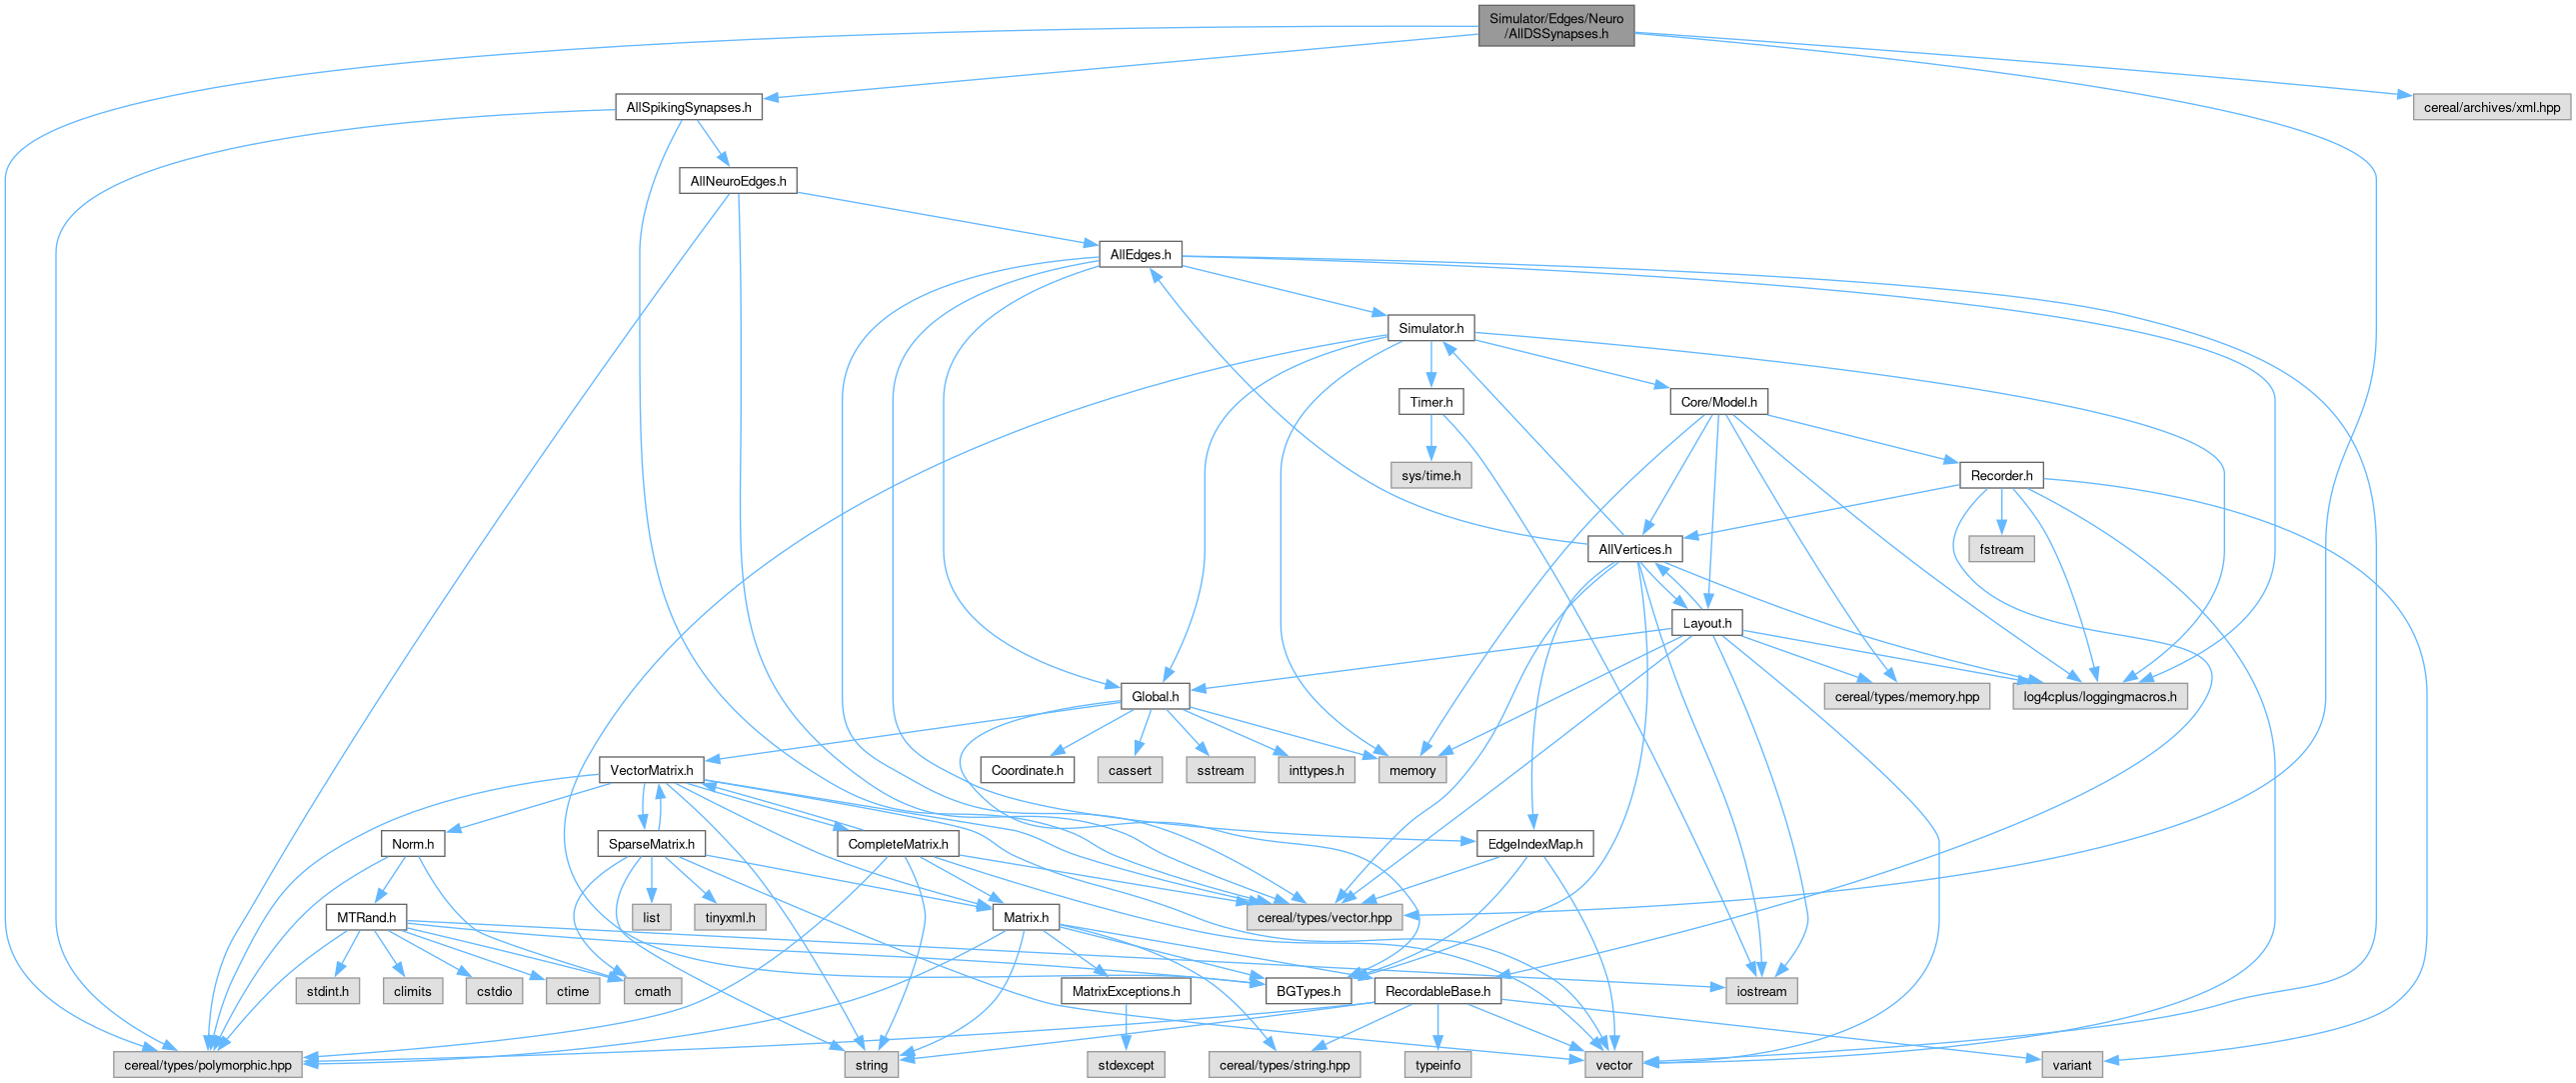 Simulator/Edges/Neuro
/AllDSSynapses.h
AllSpikingSynapses.h
cereal/archives/xml.hpp
AllNeuroEdges.h
AllEdges.h
Simulator.h
Timer.h
Core/Model.h
sys/time.h
Recorder.h
AllVertices.h
fstream
Layout.h
Global.h
cereal/types/memory.hpp
log4cplus/loggingmacros.h
VectorMatrix.h
Coordinate.h
cassert
sstream
inttypes.h
memory
Norm.h
SparseMatrix.h
CompleteMatrix.h
EdgeIndexMap.h
MTRand.h
list
tinyxml.h
Matrix.h
cereal/types/vector.hpp
stdint.h
climits
cstdio
ctime
cmath
MatrixExceptions.h
BGTypes.h
RecordableBase.h
iostream
cereal/types/polymorphic.hpp
string
stdexcept
cereal/types/string.hpp
typeinfo
vector
variant